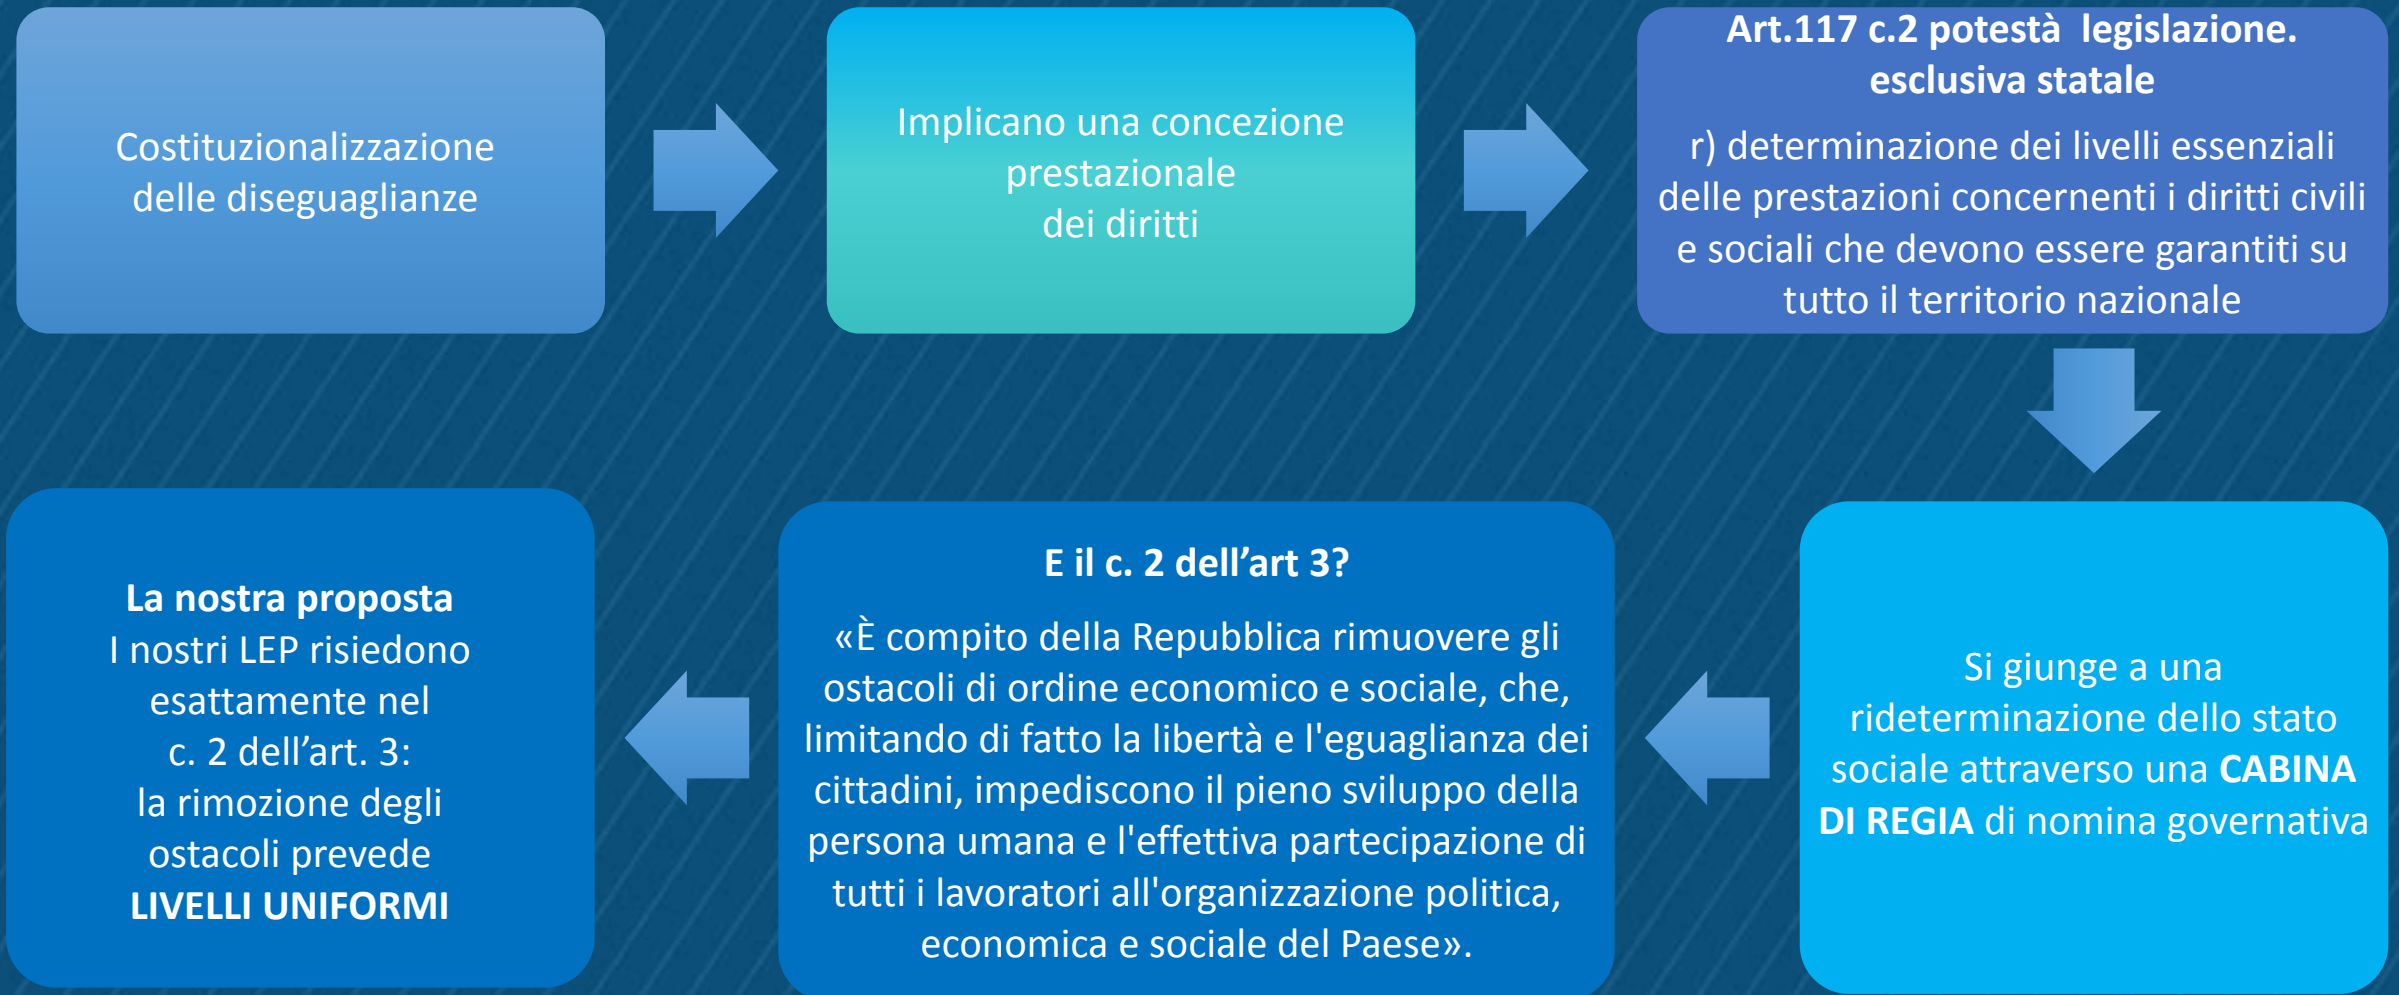 Costituzionalizzazione
delle diseguaglianze
Implicano una concezione
prestazionale
dei diritti
Art.117 c.2 potestà legislazione.
esclusiva statale
r) determinazione dei livelli essenziali
delle prestazioni concernenti i diritti civili
e sociali che devono essere garantiti su
tutto il territorio nazionale
Si giunge a una
rideterminazione dello stato
sociale attraverso una CABINA
DI REGIA di nomina governativa
E il c. 2 dell’art 3?
«È compito della Repubblica rimuovere gli
ostacoli di ordine economico e sociale, che,
limitando di fatto la libertà e l'eguaglianza dei
cittadini, impediscono il pieno sviluppo della
persona umana e l'effettiva partecipazione di
tutti i lavoratori all'organizzazione politica,
economica e sociale del Paese».
La nostra proposta
I nostri LEP risiedono
esattamente nel
c. 2 dell’art. 3:
la rimozione degli
ostacoli prevede
LIVELLI UNIFORMI